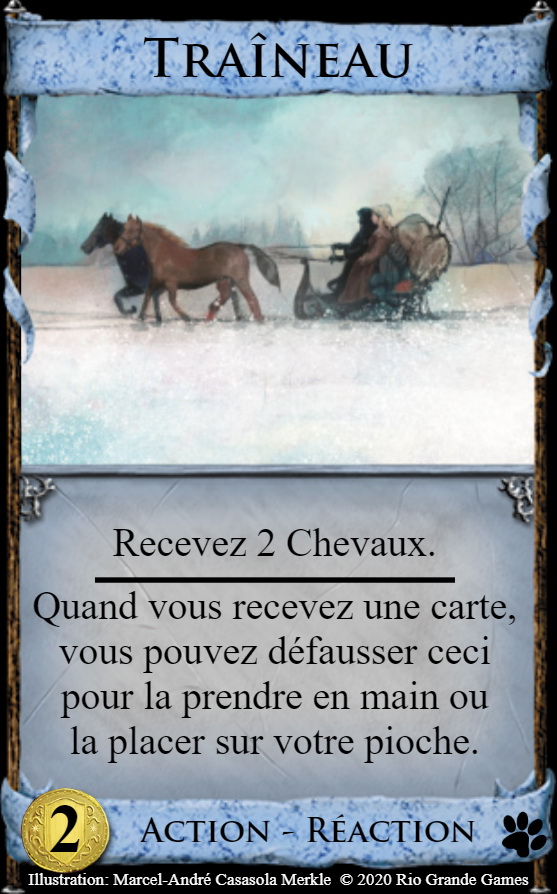 Traîneau
Recevez 2 Chevaux.
Quand vous recevez une carte,
vous pouvez défausser ceci
pour la prendre en main ou
la placer sur votre pioche.
2
Action - Réaction
Illustration: Marcel-André Casasola Merkle © 2020 Rio Grande Games